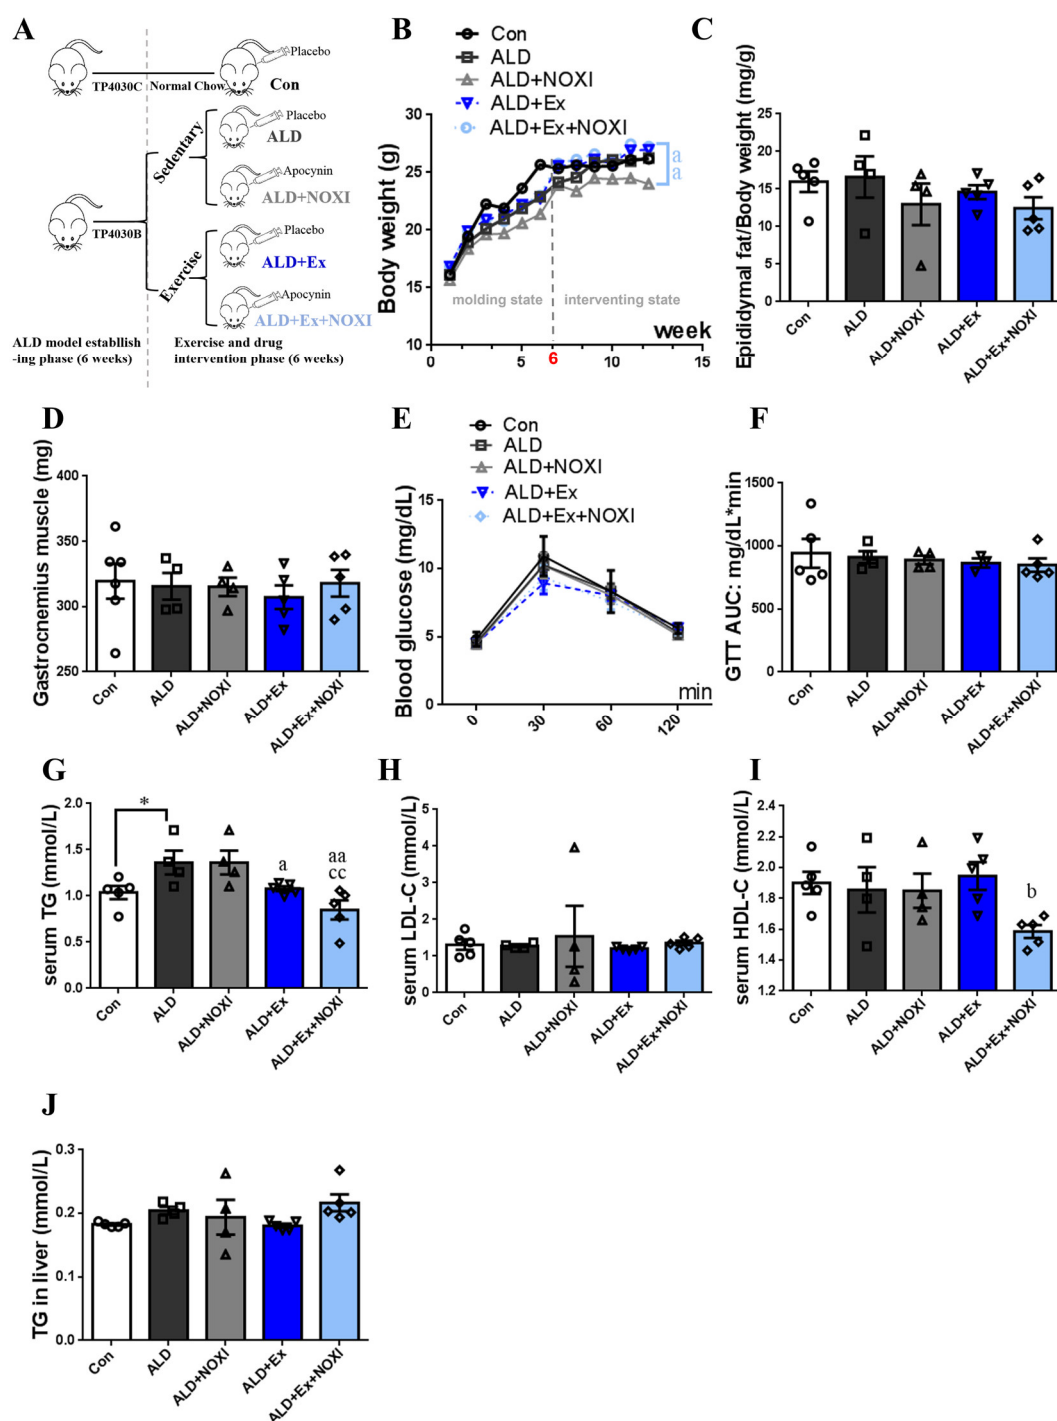 A
Placebo
TP4030C
Normal Chow
Con
Sedentary
Placebo
ALD
Apocynin
ALD+NOXI
TP4030B
Exercise
Placebo
ALD+Ex
Apocynin
ALD+Ex+NOXI
ALD model establlish
-ing phase (6 weeks)
Exercise and drug
intervention phase (6 weeks)
B
Con
ALD
ALD+NOXI
ALD+Ex
ALD+Ex+NOXI
Body weight (g)
30
25
20
15
10
a
a
molding state
interventing state
week
0
5
6
10
15
C
Epididymal fat/Body weight (mg/g)
25
20
15
10
5
0
Con
ALD
ALD+NOXI
ALD+Ex
ALD+Ex+NOXI
D
Gastrocnemius muscle (mg)
400
350
300
250
Con
ALD
ALD+NOXI
ALD+Ex
ALD+Ex+NOXI
E
Con
ALD
ALD+NOXI
ALD+Ex
ALD+Ex+NOXI
Blood glucose (mg/dL)
15
10
5
0
min
0
30
60
120
F
GTT AUC: mg/dL*min
1500
1000
500
0
Con
ALD
ALD+NOXI
ALD+Ex
ALD+Ex+NOXI
G
serum TG (mmol/L)
2.0
1.5
1.0
0.5
0.0
*
a
aa
cc
Con
ALD
ALD+NOXI
ALD+Ex
ALD+Ex+NOXI
H
serum LDL-C (mmol/L)
5
4
3
2
1
0
Con
ALD
ALD+NOXI
ALD+Ex
ALD+Ex+NOXI
I
serum HDL-C (mmol/L)
2.4
2.2
2.0
1.8
1.6
1.4
1.2
b
Con
ALD
ALD+NOXI
ALD+Ex
ALD+Ex+NOXI
J
TG in liver (mmol/L)
0.3
0.2
0.1
0.0
Con
ALD
ALD+NOXI
ALD+Ex
ALD+Ex+NOXI